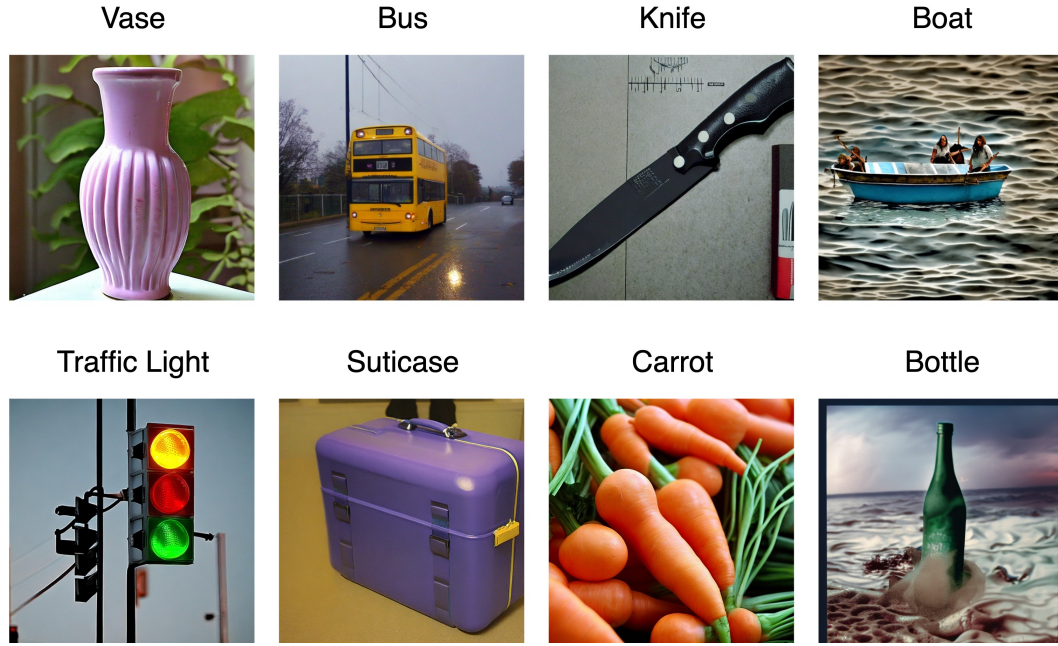 Vase
Bus
Knife
Boat
Traffic Light
Suticase
Carrot
Bottle